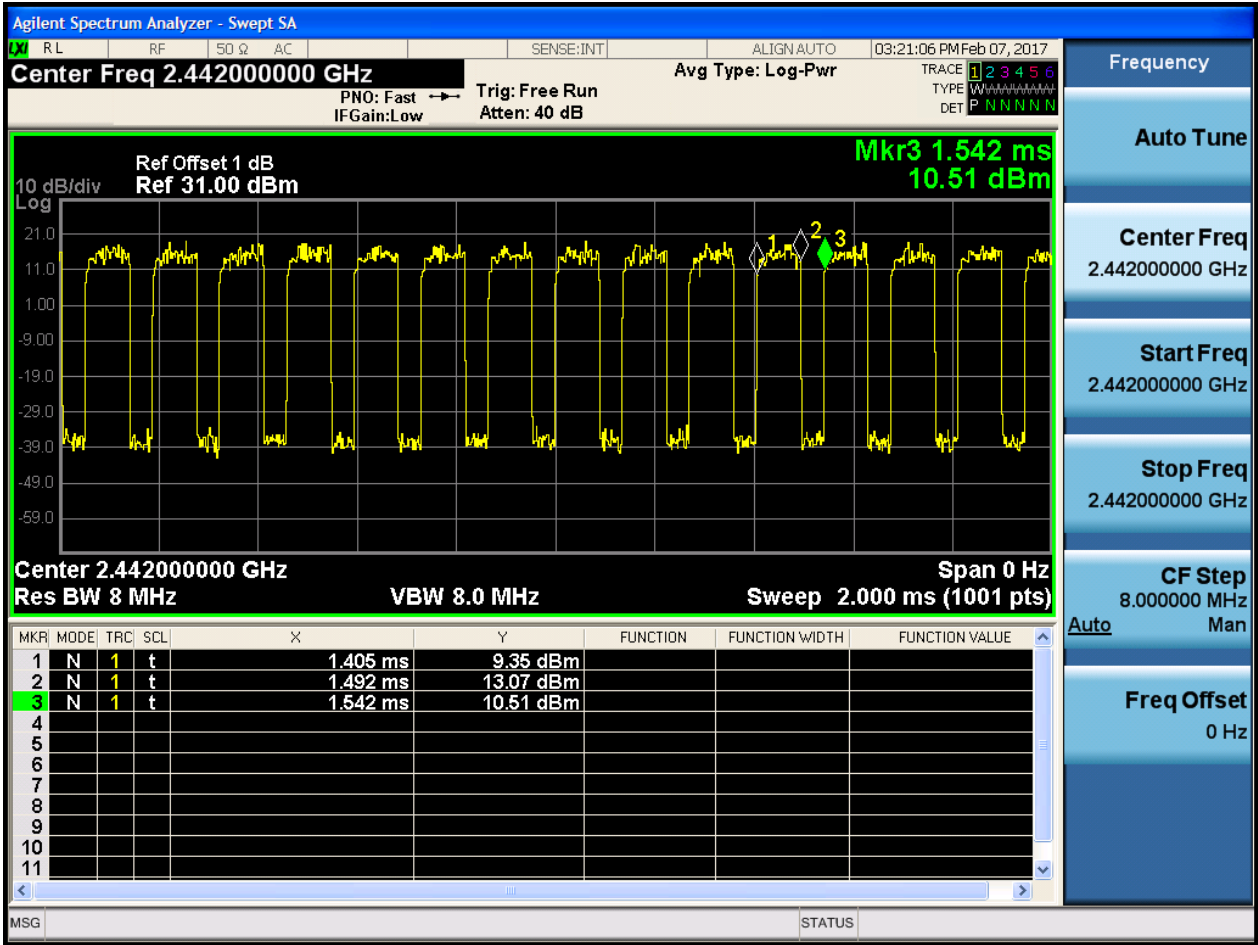 Agilent Spectrum Analyzer - Swept SA
LXI RL RF 50 Ω AC SENSE:INT ALIGNAUTO 03:21:06 PMFeb 07, 2017
Center Freq 2.442000000 GHz
PNO: Fast
IFGain:Low
Trig: Free Run
Atten: 40 dB
Avg Type: Log-Pwr
TRACE 1 2 3 4 5 6
TYPE W
DET P N N N N N
Mkr3 1.542 ms
10.51 dBm
Ref Offset 1 dB
10 dB/div Ref 31.00 dBm
Log
21.0
11.0
1.00
-9.00
-19.0
-29.0
-39.0
-49.0
-59.0
1 2 3
Center 2.442000000 GHz Span 0 Hz
Res BW 8 MHz VBW 8.0 MHz Sweep 2.000 ms (1001 pts)
MKR MODE TRC SCL X Y FUNCTION FUNCTION WIDTH FUNCTION VALUE
1 N 1 t 1.405 ms 9.35 dBm
2 N 1 t 1.492 ms 13.07 dBm
3 N 1 t 1.542 ms 10.51 dBm
4
5
6
7
8
9
10
11
MSG STATUS
Frequency
Auto Tune
Center Freq
2.442000000 GHz
Start Freq
2.442000000 GHz
Stop Freq
2.442000000 GHz
CF Step
8.000000 MHz
Auto Man
Freq Offset
0 Hz